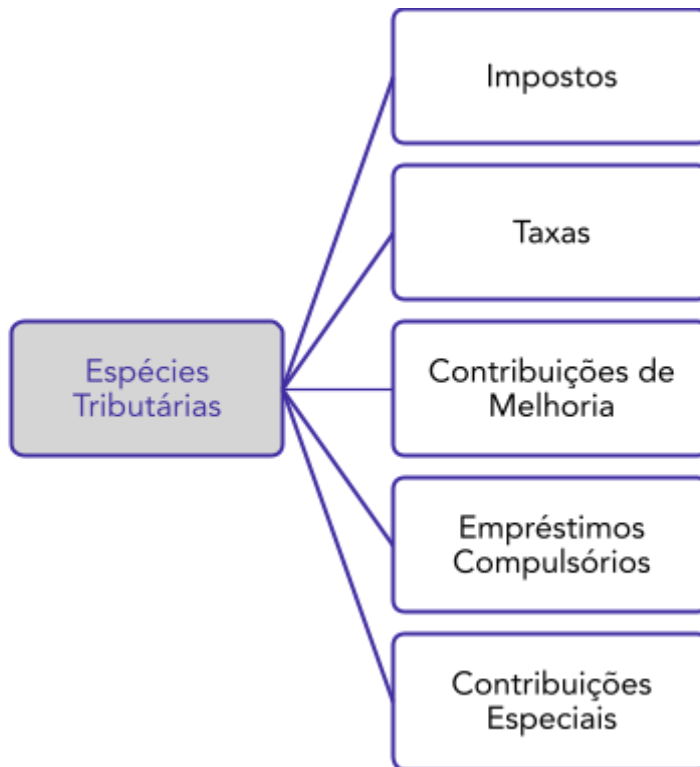 Impostos
Taxas
Espécies
Tributárias
Contribuições de
Melhoria
Empréstimos
Compulsórios
Contribuições
Especiais